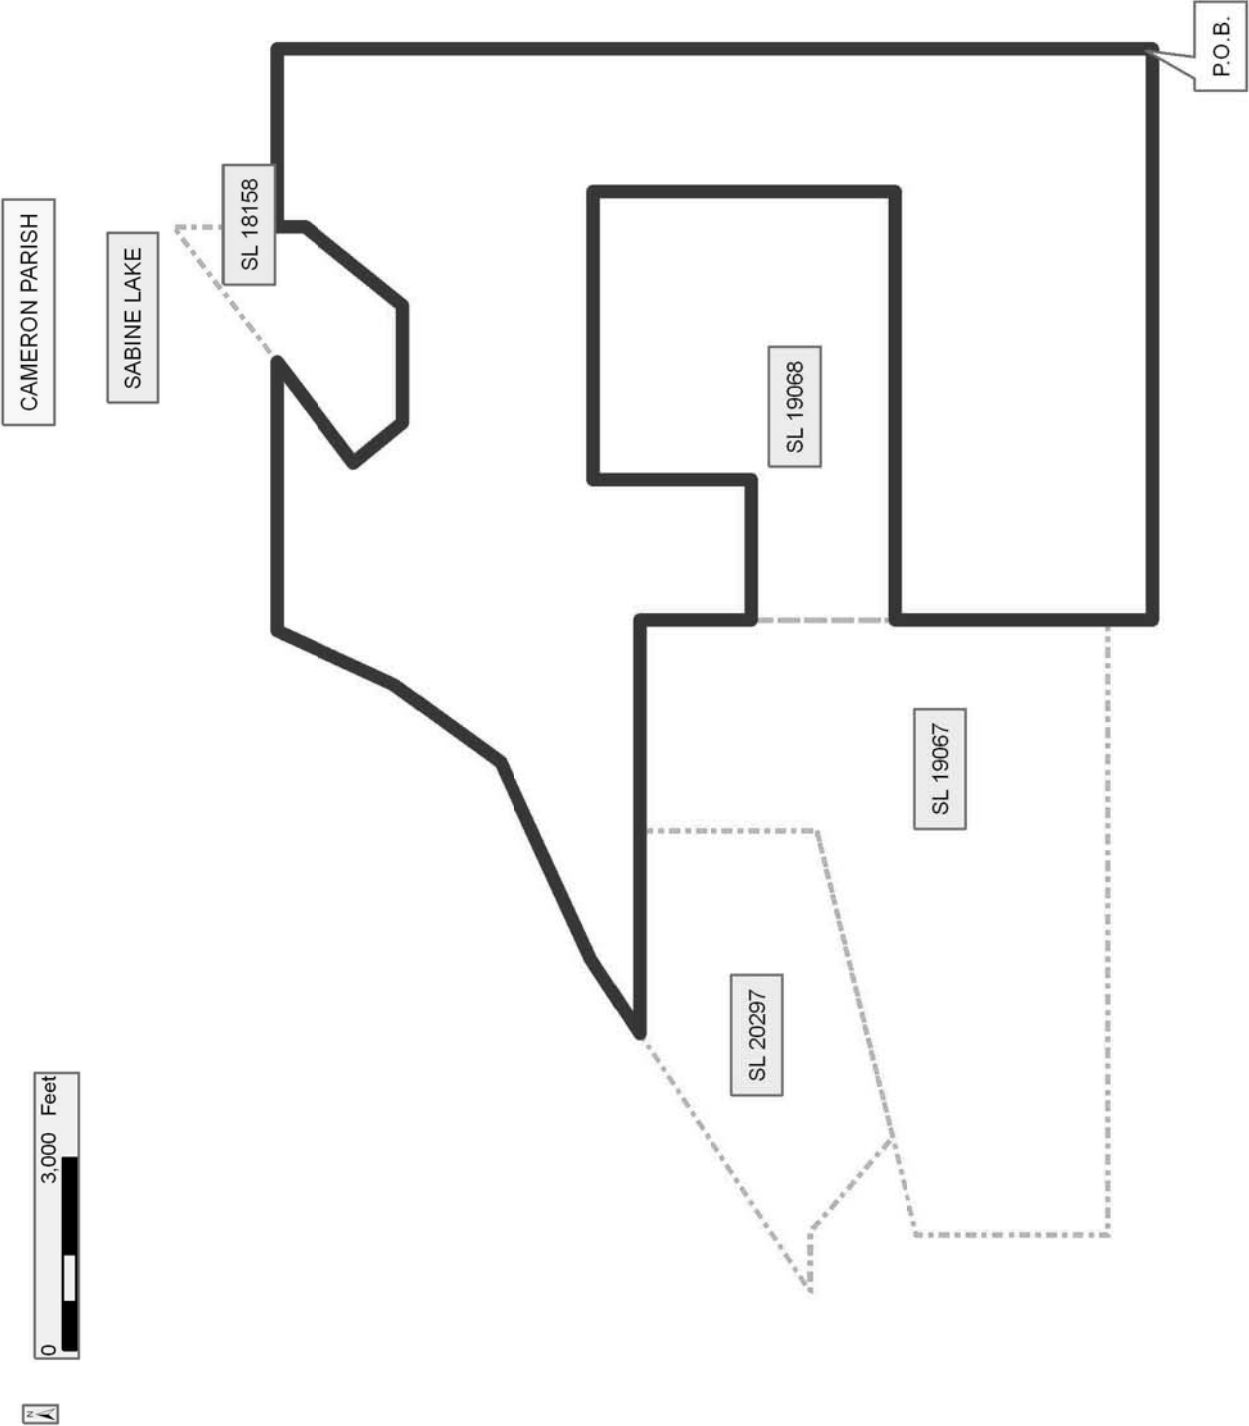 CAMERON PARISH
SABINE LAKE
SL 18158
P.O.B.
SL 19068
SL 19067
SL 20297
0 3,000 Feet
N